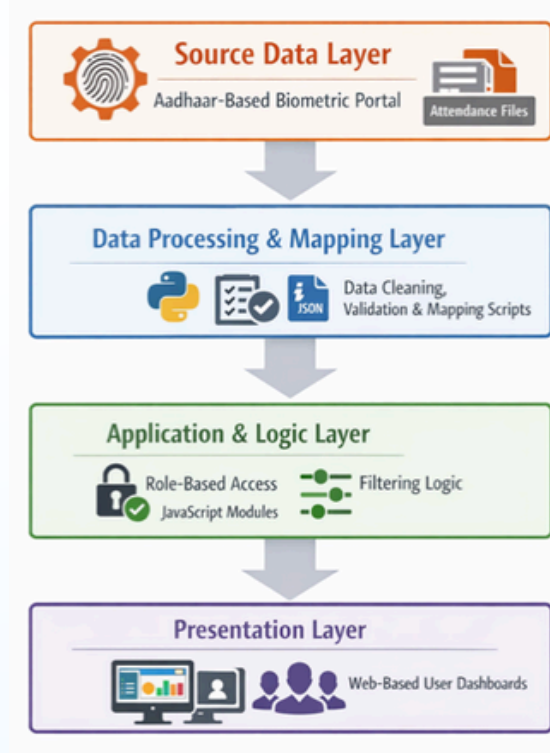 Source Data Layer
Aadhaar-Based Biometric Portal
Attendance Files
Data Processing & Mapping Layer
JSON
Data Cleaning,
Validation & Mapping Scripts
Application & Logic Layer
Role-Based Access
JavaScript Modules
Filtering Logic
Presentation Layer
Web-Based User Dashboards